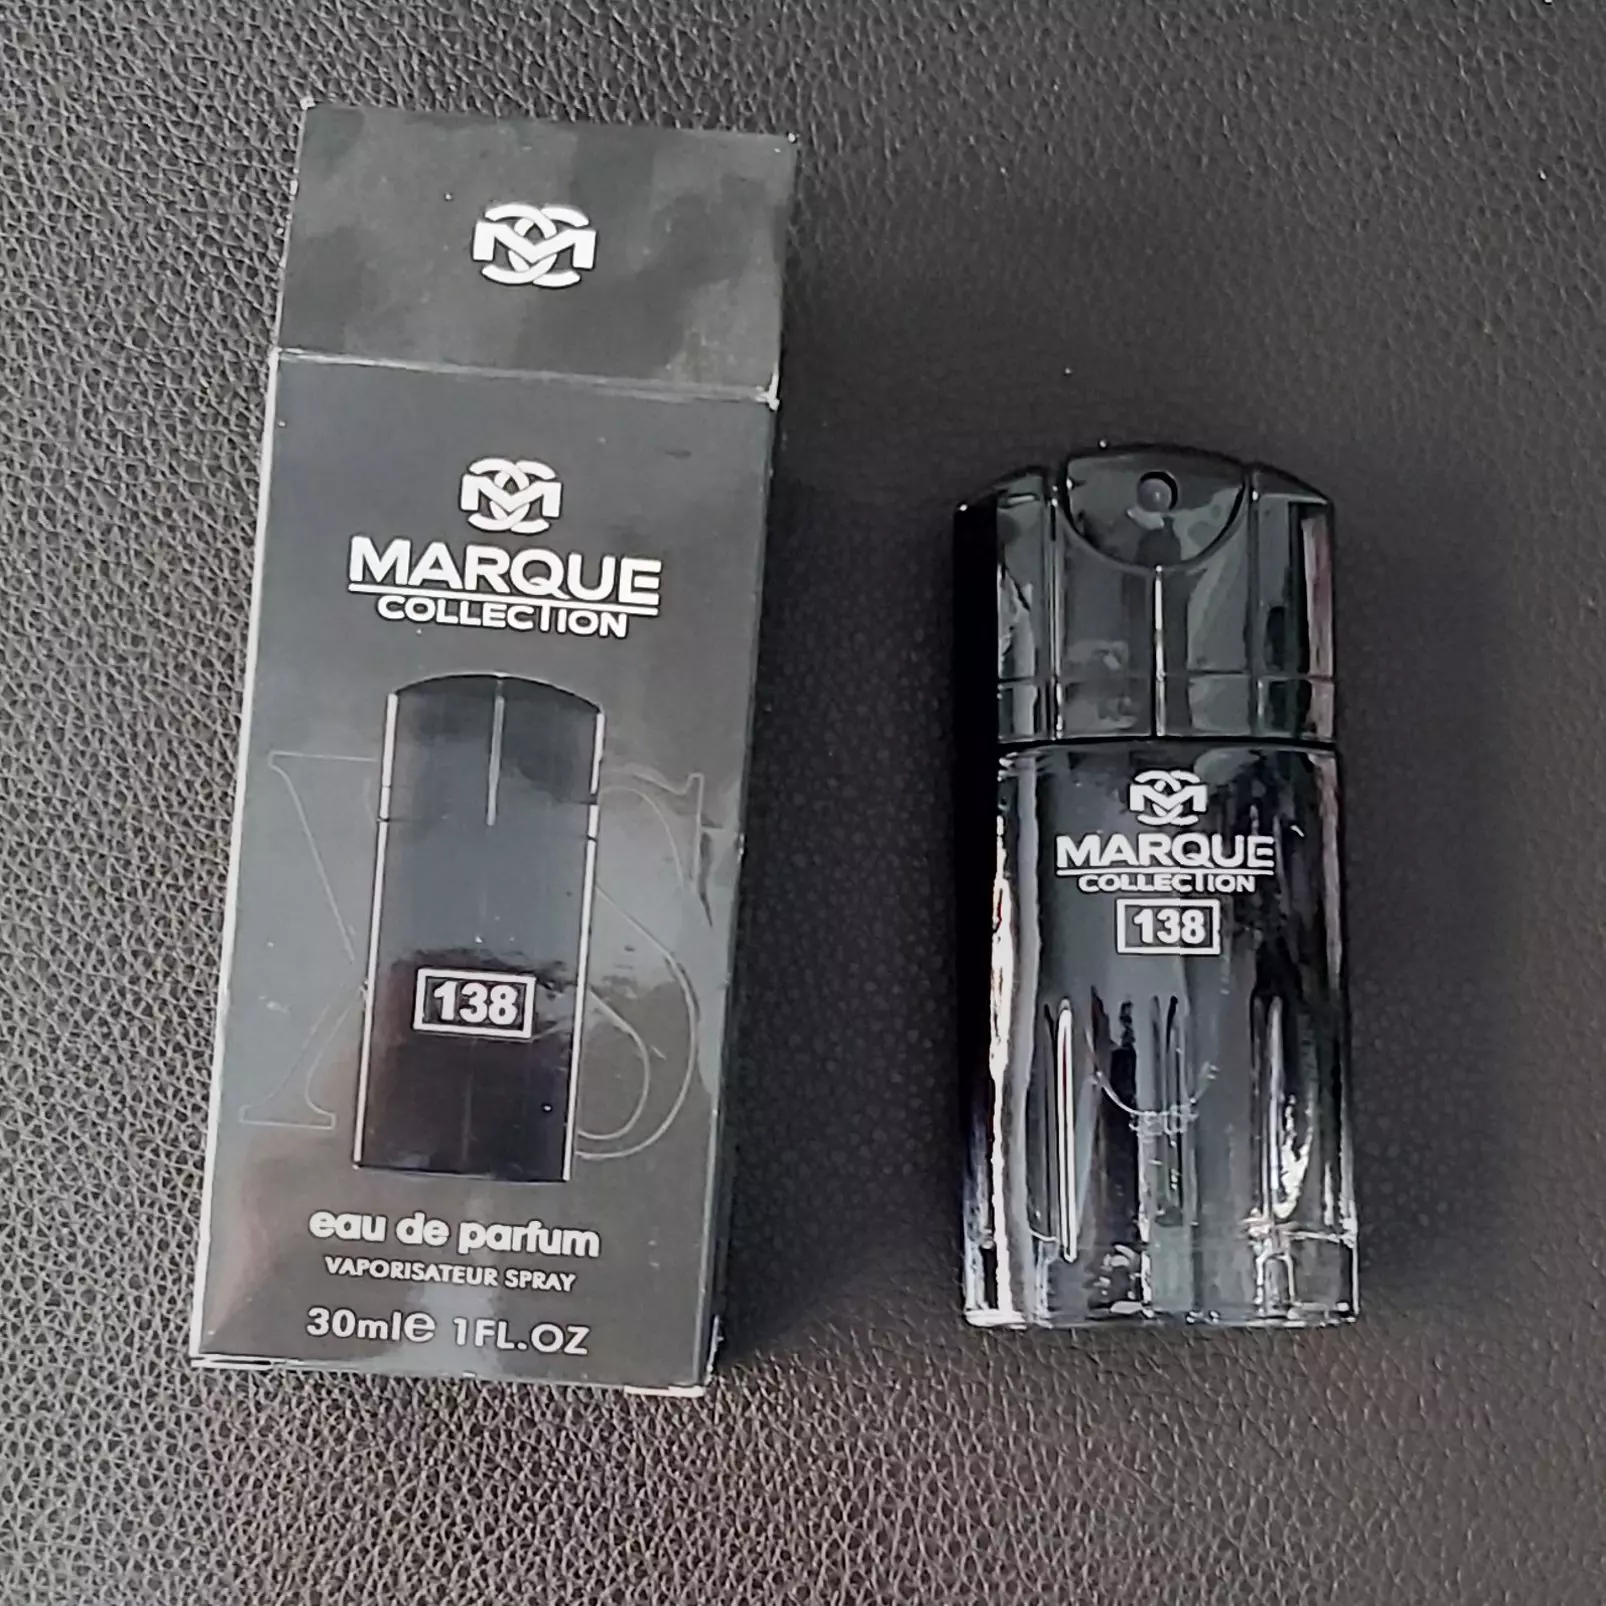 MARQUE
COLLECTION
138
eau de parfum
VAPORISATEUR SPRAY
30ml℮ 1FL.OZ
MARQUE
COLLECTION
138